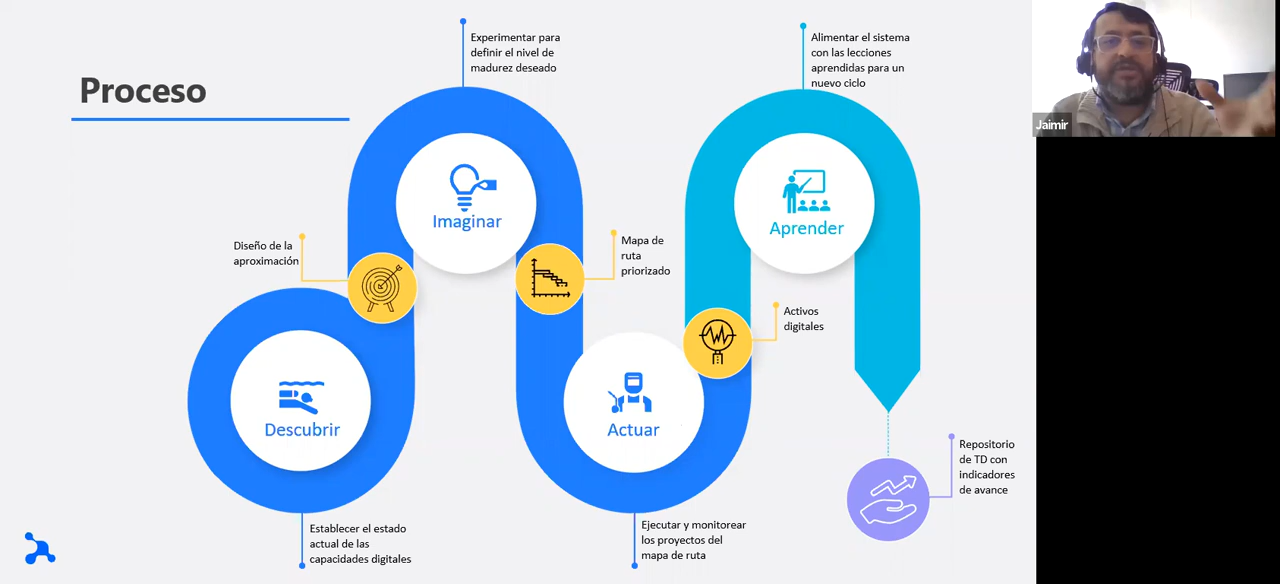 Proceso
Experimentar para
definir el nivel de
madurez deseado
Alimentar el sistema
con las lecciones
aprendidas para un
nuevo ciclo
Jaimir
Imaginar
Aprender
Diseño de la
aproximación
Mapa de
ruta
priorizado
Activos
digitales
Descubrir
Actuar
Repositorio
de TD con
indicadores
de avance
Establecer el estado
actual de las
capacidades digitales
Ejecutar y monitorear
los proyectos del
mapa de ruta